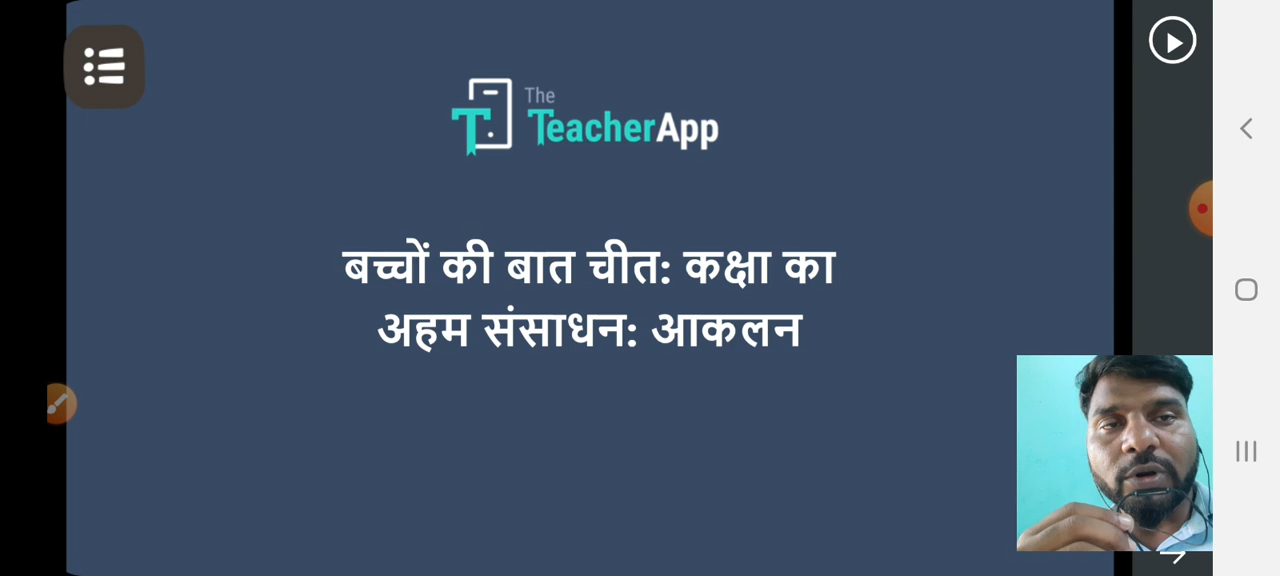 The
TeacherApp
बच्चों की बात चीत: कक्षा का
अहम संसाधन: आकलन